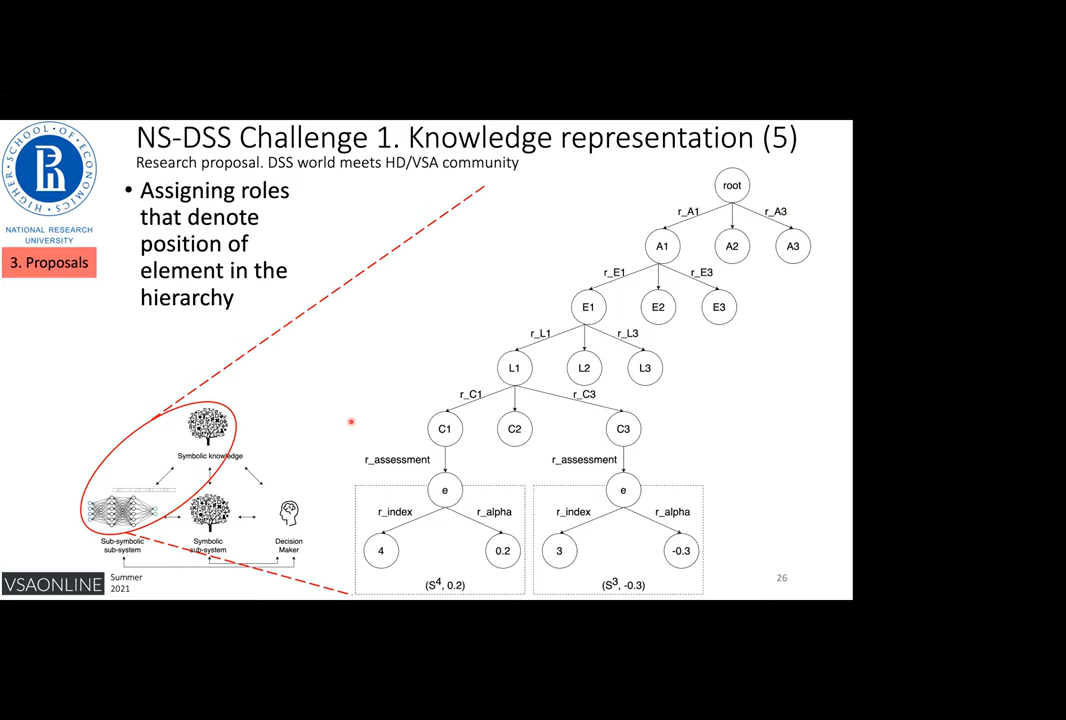 NS-DSS Challenge 1. Knowledge representation (5)
Research proposal. DSS world meets HD/VSA community
HIGHER · SCHOOL OF · ECONOMICS
NATIONAL RESEARCH
UNIVERSITY
3. Proposals
• Assigning roles
that denote
position of
element in the
hierarchy
root
r_A1
r_A3
A1
A2
A3
r_E1
r_E3
E1
E2
E3
r_L1
r_L3
L1
L2
L3
r_C1
r_C3
C1
C2
C3
r_assessment
r_assessment
e
e
r_index
r_alpha
r_index
r_alpha
4
0.2
3
-0.3
(S⁴, 0.2)
(S³, -0.3)
Symbolic knowledge
Sub-symbolic
sub-system
Symbolic
sub-system
Decision
Maker
VSAONLINE
Summer
2021
26